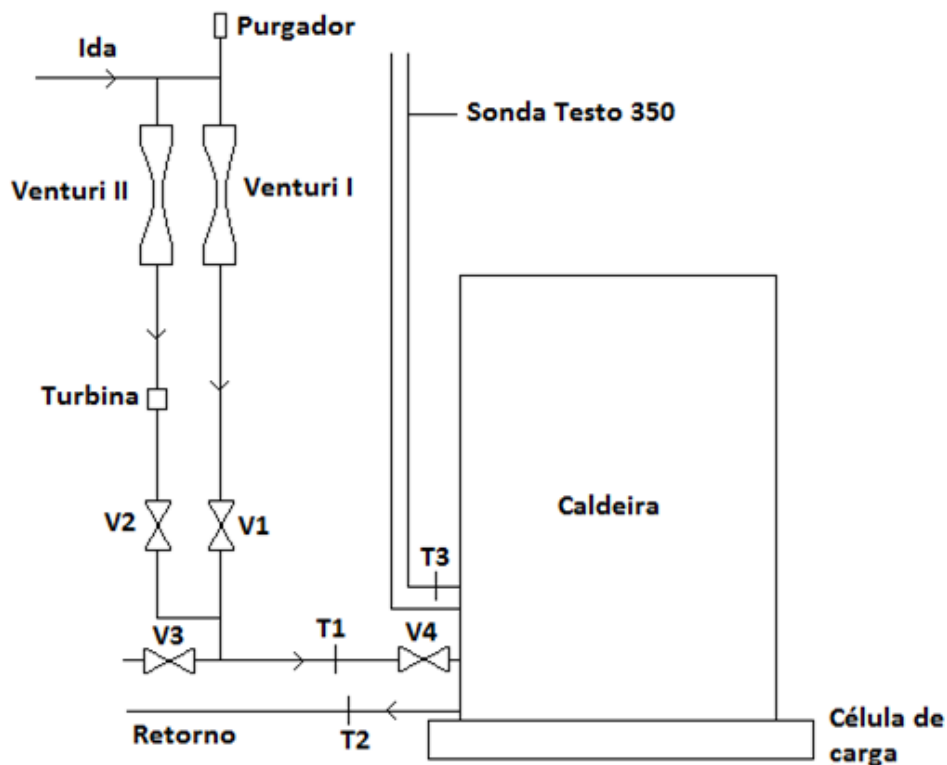 Purgador
Ida
Sonda Testo 350
Venturi II
Venturi I
Turbina
Caldeira
V2
V1
T3
V3
T1
V4
Retorno
T2
Célula de
carga